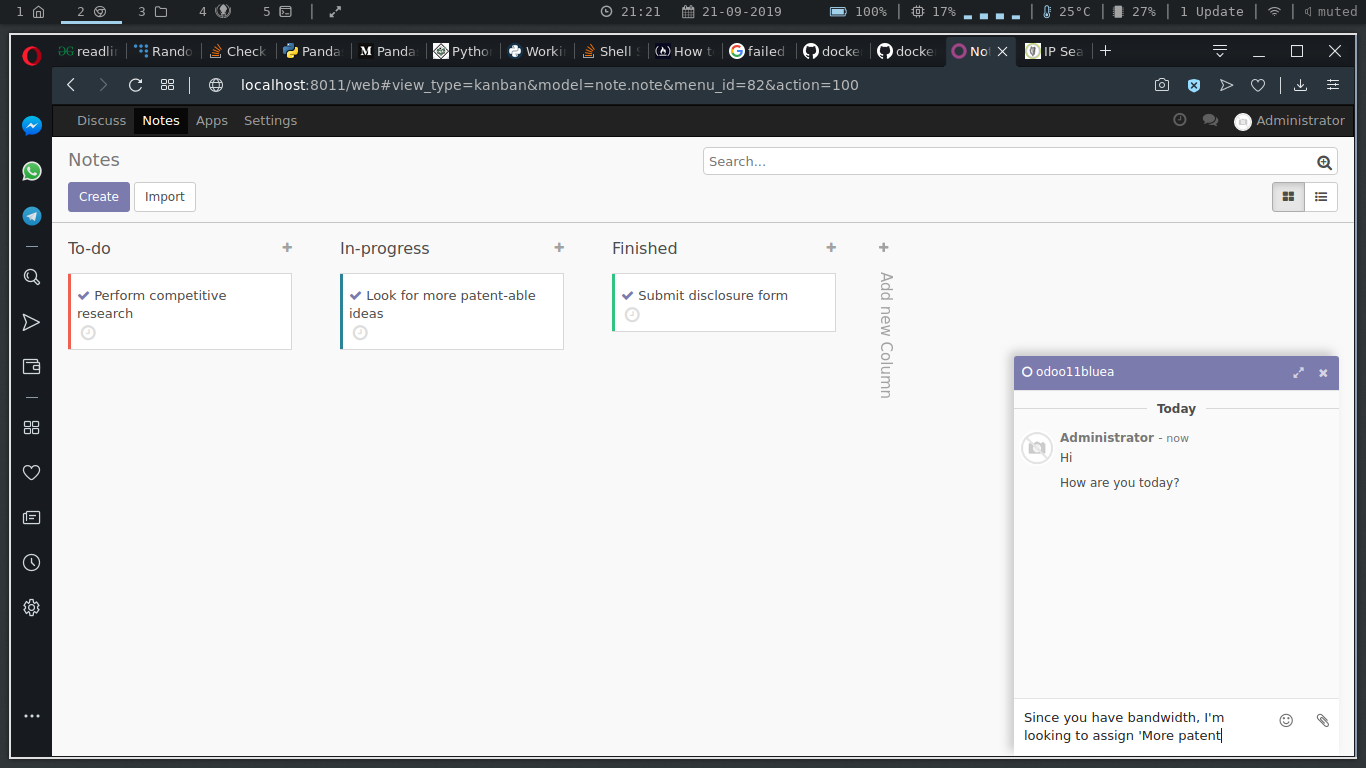 1 2 3 4 5 21:21 21-09-2019 100% 17% 25°C 27% 1 Update muted
readli Rando Check Panda Panda Pytho Worki Shell S How t failed docke docke Not IP Sea
localhost:8011/web#view_type=kanban&model=note.note&menu_id=82&action=100
Discuss Notes Apps Settings Administrator
Notes
Search...
Create Import
To-do
In-progress
Finished
Perform competitive
research
Look for more patent-able
ideas
Submit disclosure form
Add new Column
odoo11bluea
Today
Administrator - now
Hi
How are you today?
Since you have bandwidth, I'm
looking to assign 'More patent